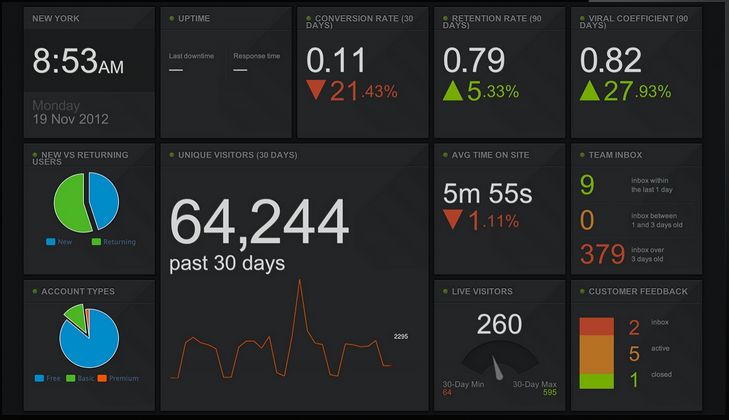 NEW YORK
8:53AM
Monday
19 Nov 2012
UPTIME
Last downtime
Response time
—
—
CONVERSION RATE (30
DAYS)
0.11
21.43%
RETENTION RATE (90
DAYS)
0.79
5.33%
VIRAL COEFFICIENT (90
DAYS)
0.82
27.93%
NEW VS RETURNING
USERS
New
Returning
UNIQUE VISITORS (30 DAYS)
64,244
past 30 days
2295
AVG TIME ON SITE
5m 55s
1.11%
TEAM INBOX
9
inbox within
the last 1 day
0
inbox between
1 and 3 days old
379
inbox over
3 days old
ACCOUNT TYPES
Free
Basic
Premium
LIVE VISITORS
260
30-Day Min
64
30-Day Max
595
CUSTOMER FEEDBACK
2
inbox
5
active
1
closed